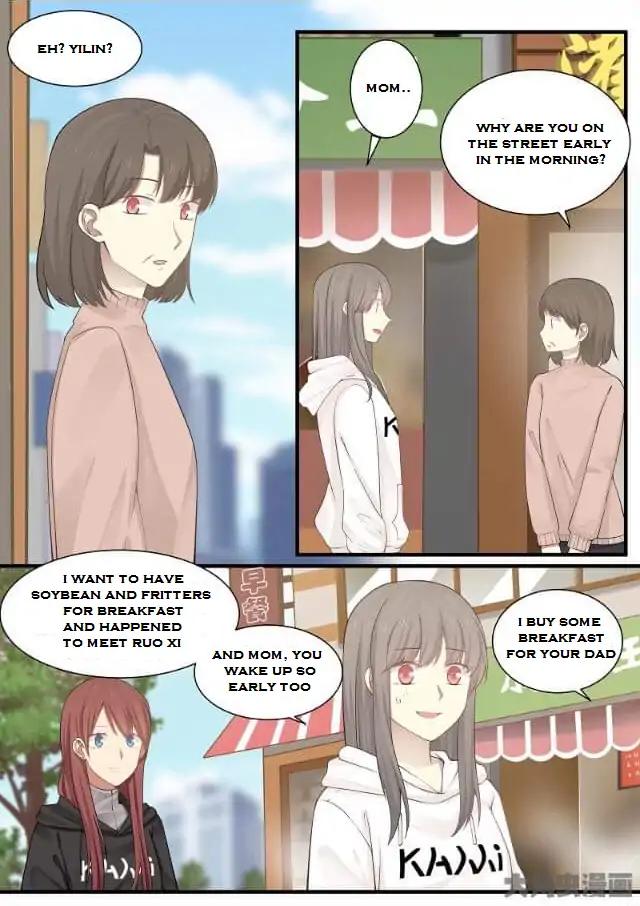 EH? YILIN?
MOM..
WHY ARE YOU ON
THE STREET EARLY
IN THE MORNING?
I WANT TO HAVE
SOYBEAN AND FRITTERS
FOR BREAKFAST
AND HAPPENED
TO MEET RUO XI
早餐
AND MOM, YOU
WAKE UP SO
EARLY TOO
I BUY SOME
BREAKFAST
FOR YOUR DAD